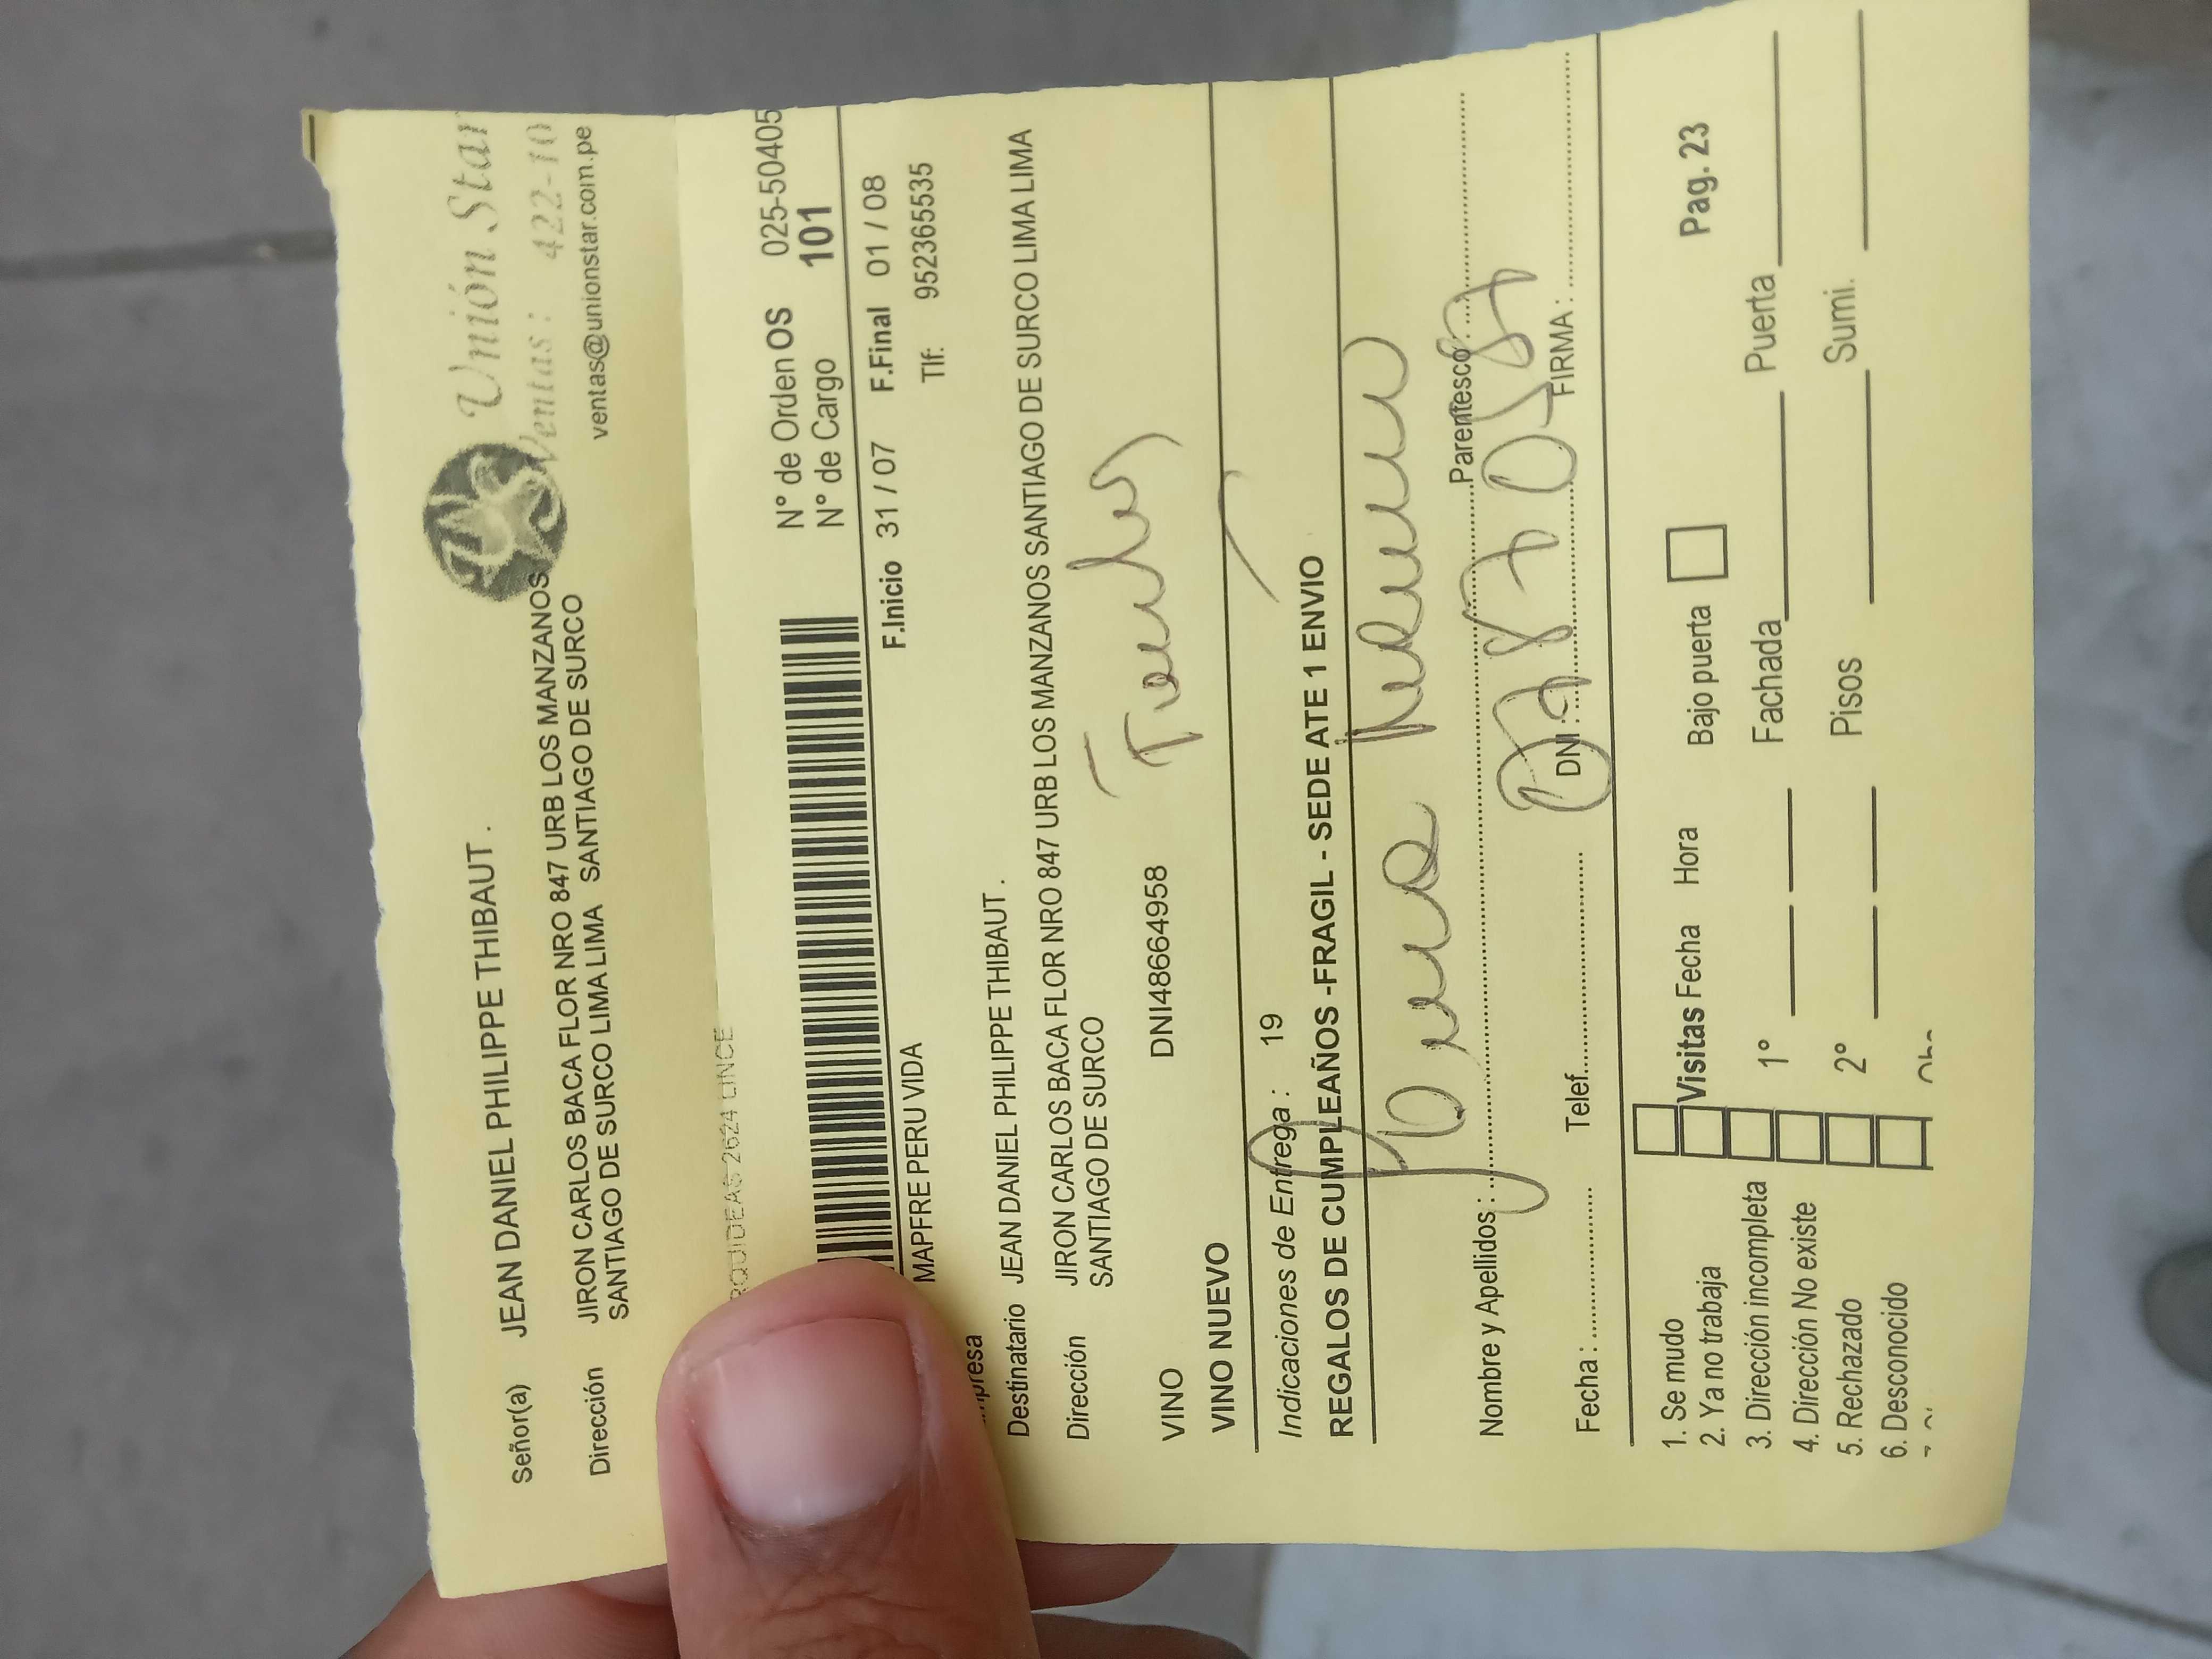 Señor(a) JEAN DANIEL PHILIPPE THIBAUT .
Dirección JIRON CARLOS BACA FLOR NRO 847 URB LOS MANZANOS
SANTIAGO DE SURCO LIMA LIMA SANTIAGO DE SURCO
Unión Star
Ventas : 422-10
ventas@unionstar.com.pe
RQUIDEAS 2624 LINCE
N° de Orden OS 025-50405
N° de Cargo 101
MAPFRE PERU VIDA
F.Inicio 31 / 07 F.Final 01 / 08
Tlf: 952365535
Destinatario JEAN DANIEL PHILIPPE THIBAUT .
Dirección JIRON CARLOS BACA FLOR NRO 847 URB LOS MANZANOS SANTIAGO DE SURCO LIMA LIMA
SANTIAGO DE SURCO
VINO DNI48664958
VINO NUEVO
Indicaciones de Entrega : 19
REGALOS DE CUMPLEAÑOS -FRAGIL - SEDE ATE 1 ENVIO
Nombre y Apellidos: Parentesco:
Fecha : Telef. DNI : FIRMA :
1. Se mudo
2. Ya no trabaja
3. Dirección incompleta
4. Dirección No existe
5. Rechazado
6. Desconocido
Visitas Fecha Hora Bajo puerta Pag. 23
1º Fachada Puerta
2º Pisos Sumi.